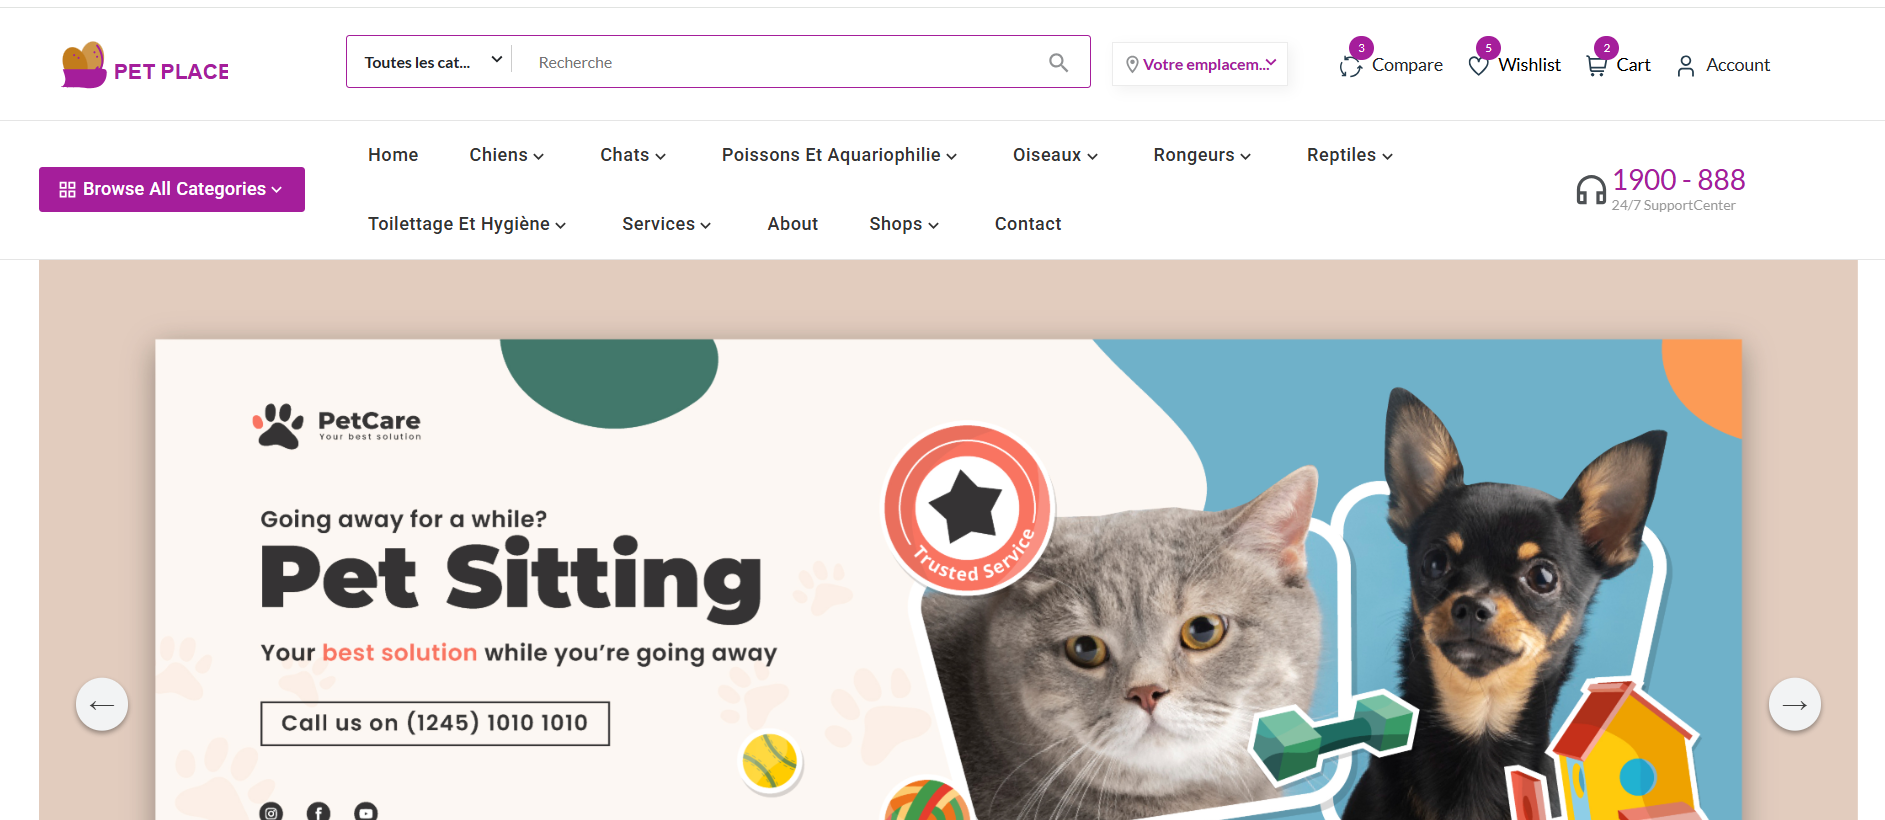 PET PLACE
Toutes les cat...
Recherche
Votre emplacem...
3
Compare
5
Wishlist
2
Cart
Account
Browse All Categories
Home
Chiens
Chats
Poissons Et Aquariophilie
Oiseaux
Rongeurs
Reptiles
Toilettage Et Hygiène
Services
About
Shops
Contact
1900 - 888
24/7 SupportCenter
PetCare
Your best solution
Going away for a while?
Pet Sitting
Your best solution while you're going away
Call us on (1245) 1010 1010
Trusted Service